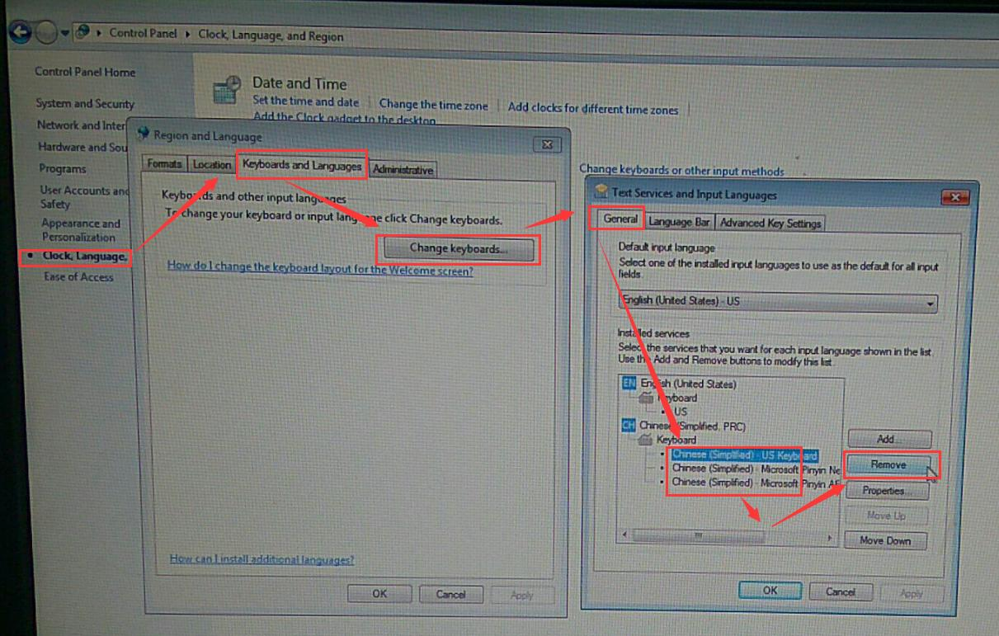 Control Panel ▸ Clock, Language, and Region
Control Panel Home
System and Security
Network and Inter
Hardware and Sou
Programs
User Accounts and
Safety
Appearance and
Personalization
Clock, Language,
Ease of Access
Date and Time
Set the time and date
Change the time zone
Add clocks for different time zones
Add the Clock gadget to the desktop
Change keyboards or other input methods
Region and Language
Formats
Location
Keyboards and Languages
Administrative
Keyboards and other input languages
To change your keyboard or input language click Change keyboards.
Change keyboards...
How do I change the keyboard layout for the Welcome screen?
How can I install additional languages?
OK
Cancel
Apply
Text Services and Input Languages
General
Language Bar
Advanced Key Settings
Default input language
Select one of the installed input languages to use as the default for all input
fields.
English (United States) - US
Installed services
Select the services that you want for each input language shown in the list.
Use the Add and Remove buttons to modify this list.
EN English (United States)
Keyboard
US
CH Chinese (Simplified, PRC)
Keyboard
Chinese (Simplified) - US Keyboard
Chinese (Simplified) - Microsoft Pinyin Ne
Chinese (Simplified) - Microsoft Pinyin AB
Add...
Remove
Properties...
Move Up
Move Down
OK
Cancel
Apply